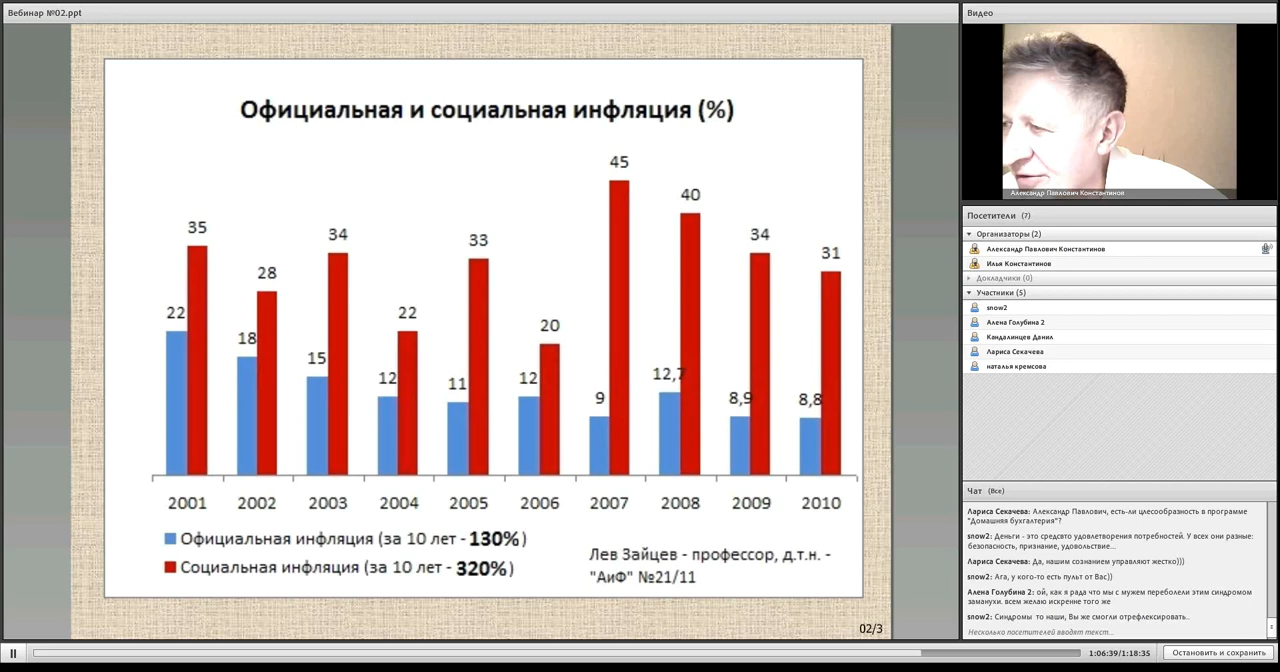 Вебинар №02.ppt
Официальная и социальная инфляция (%)
35
28
34
22
33
20
45
40
34
31
22
18
15
12
11
12
9
12,7
8,9
8,8
2001 2002 2003 2004 2005 2006 2007 2008 2009 2010
Официальная инфляция (за 10 лет - 130%)
Социальная инфляция (за 10 лет - 320%)
Лев Зайцев - профессор, д.т.н. -
"АиФ" №21/11
02/3
Видео
Александр Павлович Константинов
Посетители (7)
Организаторы (2)
Александр Павлович Константинов
Илья Константинов
Докладчики (0)
Участники (5)
snow2
Алена Голубина 2
Кандалинцев Данил
Лариса Секачева
наталья кремсова
Чат (Все)
Лариса Секачева: Александр Павлович, есть-ли целесообразность в программе
"Домашняя бухгалтерия"?
snow2: Деньги - это средсвто удовлетворения потребностей. У всех они разные:
безопасность, признание, удовольствие...
Лариса Секачева: Да, нашим сознанием управляют жестко)))
snow2: Ага, у кого-то есть пульт от Вас))
Алена Голубина 2: ой, как я рада что мы с мужем переболели этим синдромом
заманухи. всем желаю искренне того же
snow2: Синдромы то наши, Вы же смогли отрефлексировать..
Несколько посетителей вводят текст...
1:06:39/1:18:35
Остановить и сохранить